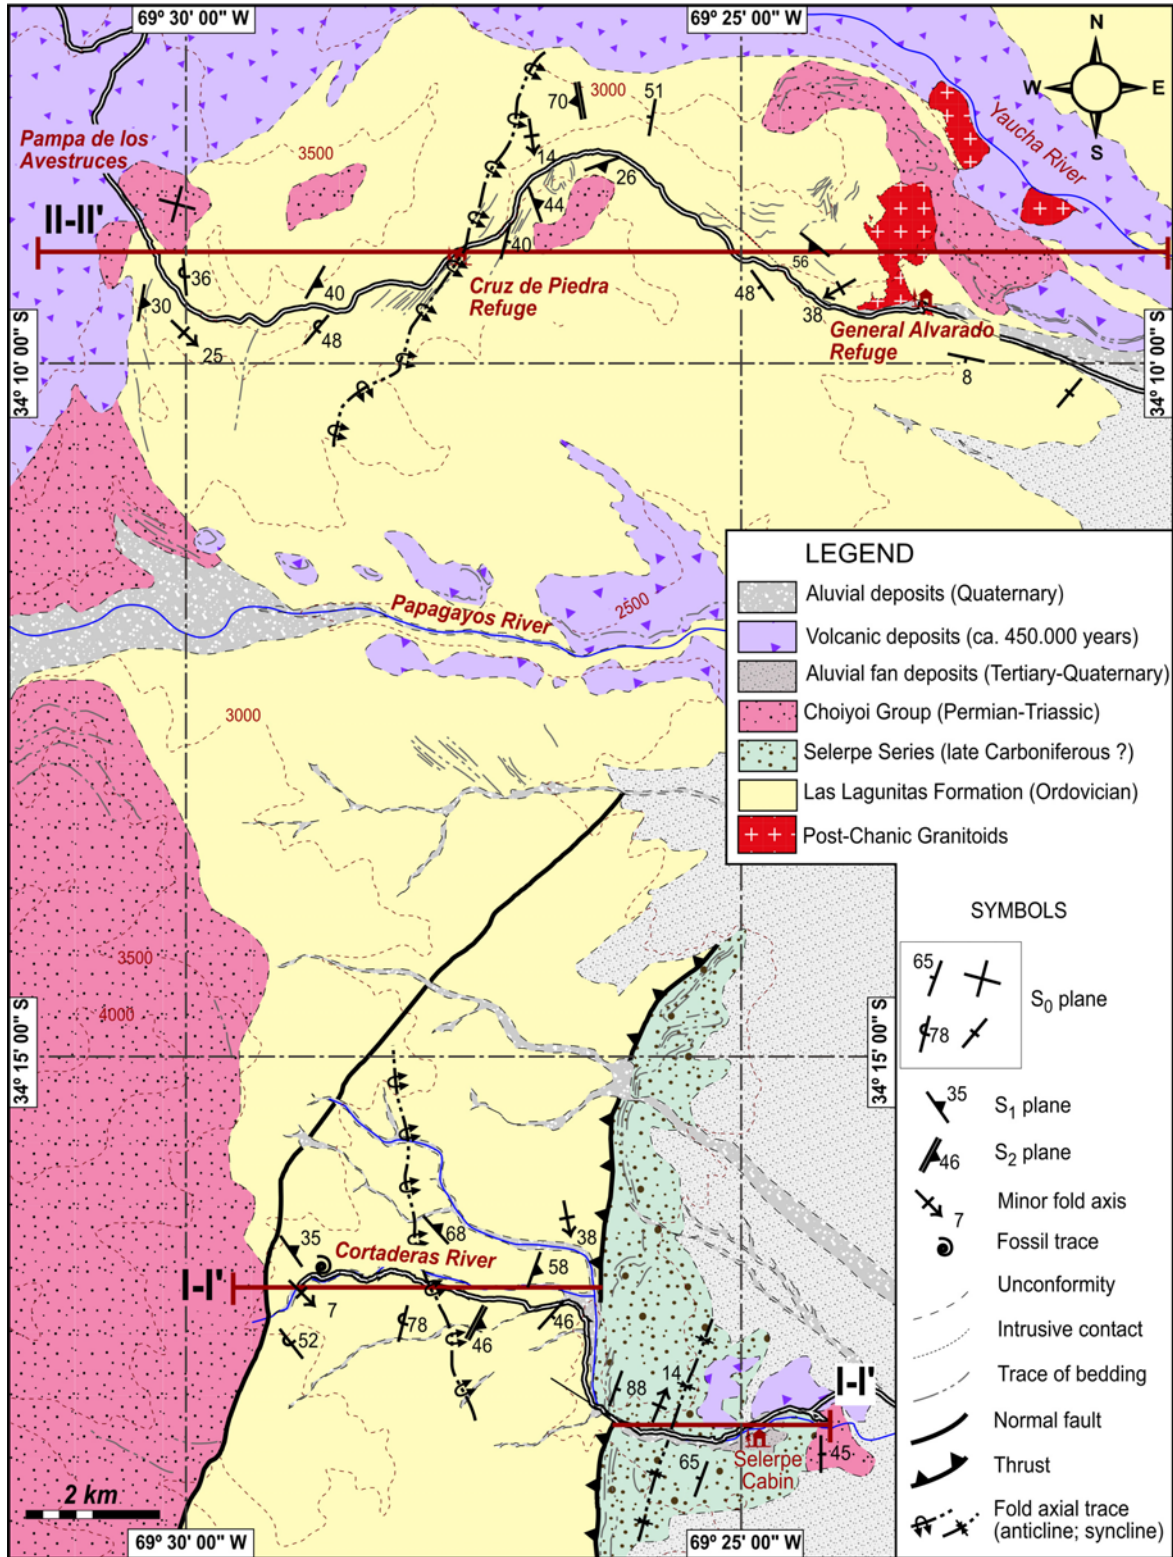 69º 30' 00'' W
69º 25' 00'' W
N
W
E
S
70
3000
51
Yaucha River
Pampa de los
Avestruces
3500
14
26
44
II-II'
40
56
36
30
40
Cruz de Piedra
Refuge
48
38
25
48
General Alvarado
Refuge
34º 10' 00'' S
34º 10' 00'' S
8
LEGEND
Aluvial deposits (Quaternary)
Volcanic deposits (ca. 450.000 years)
Aluvial fan deposits (Tertiary-Quaternary)
Choiyoi Group (Permian-Triassic)
Selerpe Series (late Carboniferous ?)
Las Lagunitas Formation (Ordovician)
Post-Chanic Granitoids
2500
Papagayos River
3000
3500
4000
SYMBOLS
65
78
S0 plane
35
S1 plane
46
S2 plane
Minor fold axis
7
Fossil trace
Unconformity
Intrusive contact
Trace of bedding
Normal fault
Thrust
Fold axial trace
(anticline; syncline)
34º 15' 00'' S
34º 15' 00'' S
68
35
38
Cortaderas River
58
I-I'
7
78
46
46
52
88
14
I-I'
65
Selerpe
Cabin
45
2 km
69º 30' 00'' W
69º 25' 00'' W